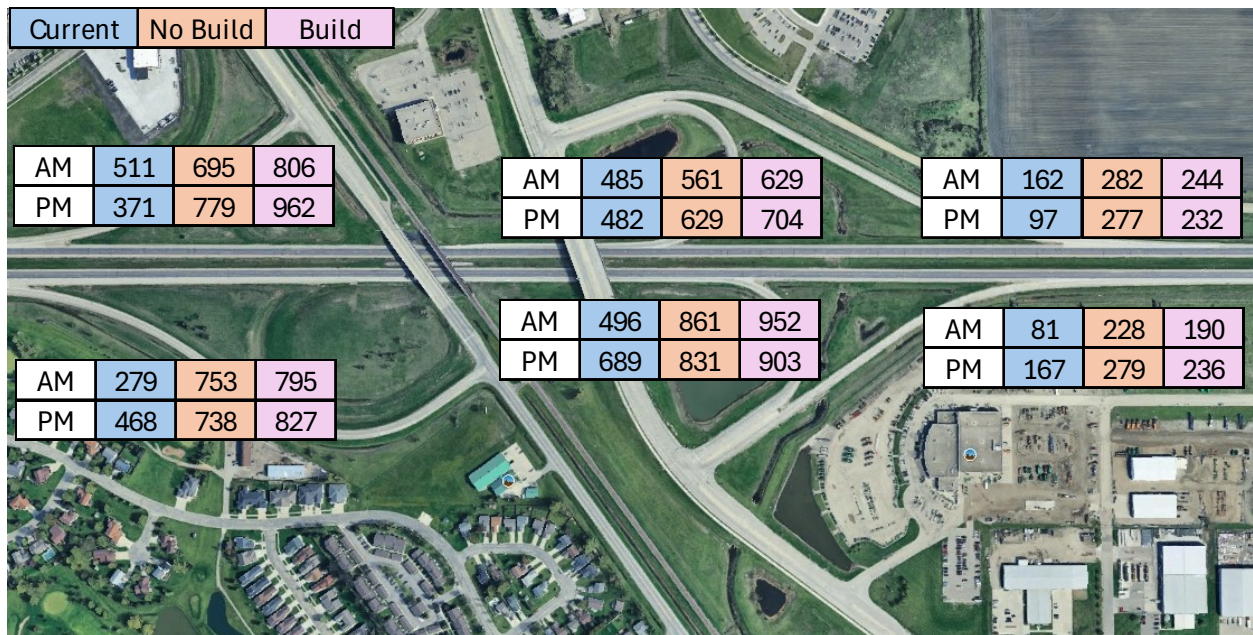 Current No Build Build
AM 511 695 806
PM 371 779 962
AM 485 561 629
PM 482 629 704
AM 162 282 244
PM 97 277 232
AM 279 753 795
PM 468 738 827
AM 496 861 952
PM 689 831 903
AM 81 228 190
PM 167 279 236